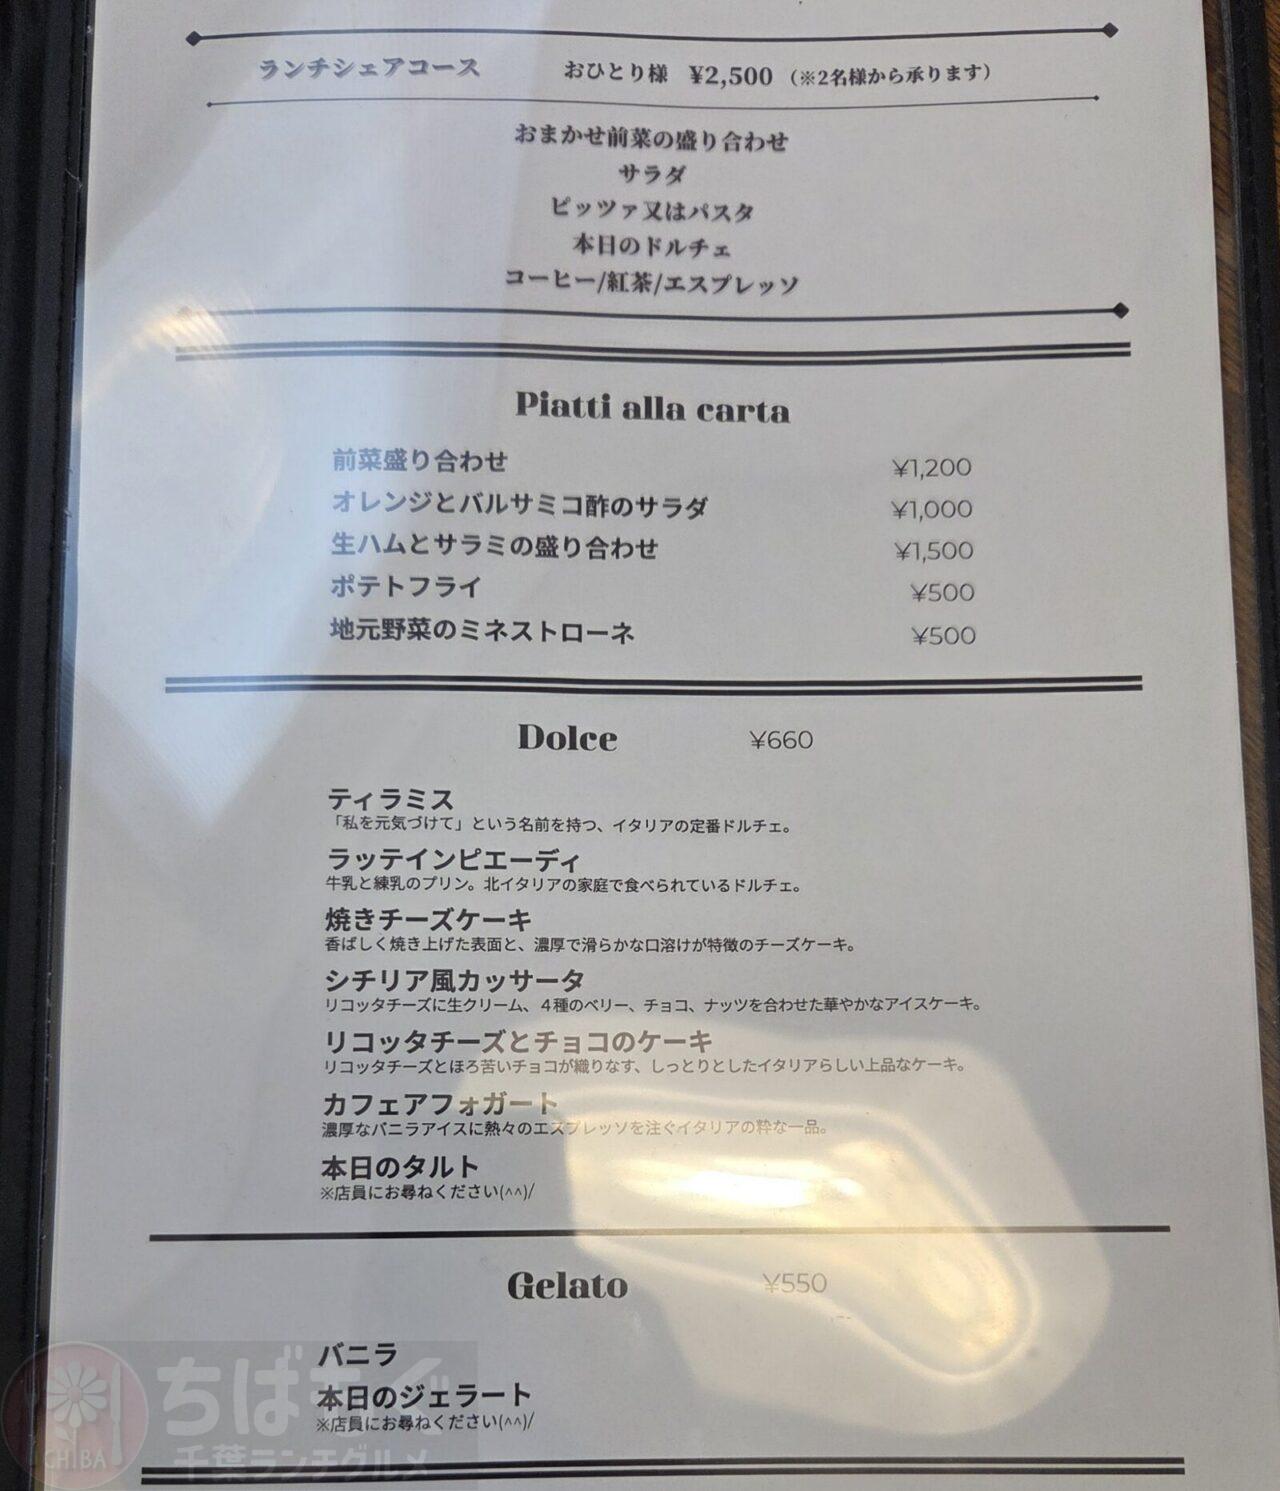 ランチシェアコース おひとり様 ¥2,500 (※2名様から承ります)
おまかせ前菜の盛り合わせ
サラダ
ピッツァ又はパスタ
本日のドルチェ
コーヒー/紅茶/エスプレッソ
Piatti alla carta
前菜盛り合わせ ¥1,200
オレンジとバルサミコ酢のサラダ ¥1,000
生ハムとサラミの盛り合わせ ¥1,500
ポテトフライ ¥500
地元野菜のミネストローネ ¥500
Dolce ¥660
ティラミス
「私を元気づけて」という名前を持つ、イタリアの定番ドルチェ。
ラッテインピエーディ
牛乳と練乳のプリン。北イタリアの家庭で食べられているドルチェ。
焼きチーズケーキ
香ばしく焼き上げた表面と、濃厚で滑らかな口溶けが特徴のチーズケーキ。
シチリア風カッサータ
リコッタチーズに生クリーム、４種のベリー、チョコ、ナッツを合わせた華やかなアイスケーキ。
リコッタチーズとチョコのケーキ
リコッタチーズとほろ苦いチョコが織りなす、しっとりとしたイタリアらしい上品なケーキ。
カフェアフォガート
濃厚なバニラアイスに熱々のエスプレッソを注ぐイタリアの粋な一品。
本日のタルト
※店員にお尋ねください(^^)/
Gelato ¥550
バニラ
本日のジェラート
※店員にお尋ねください(^^)/
CHIBA
ちばもぐ
千葉ランチグルメ